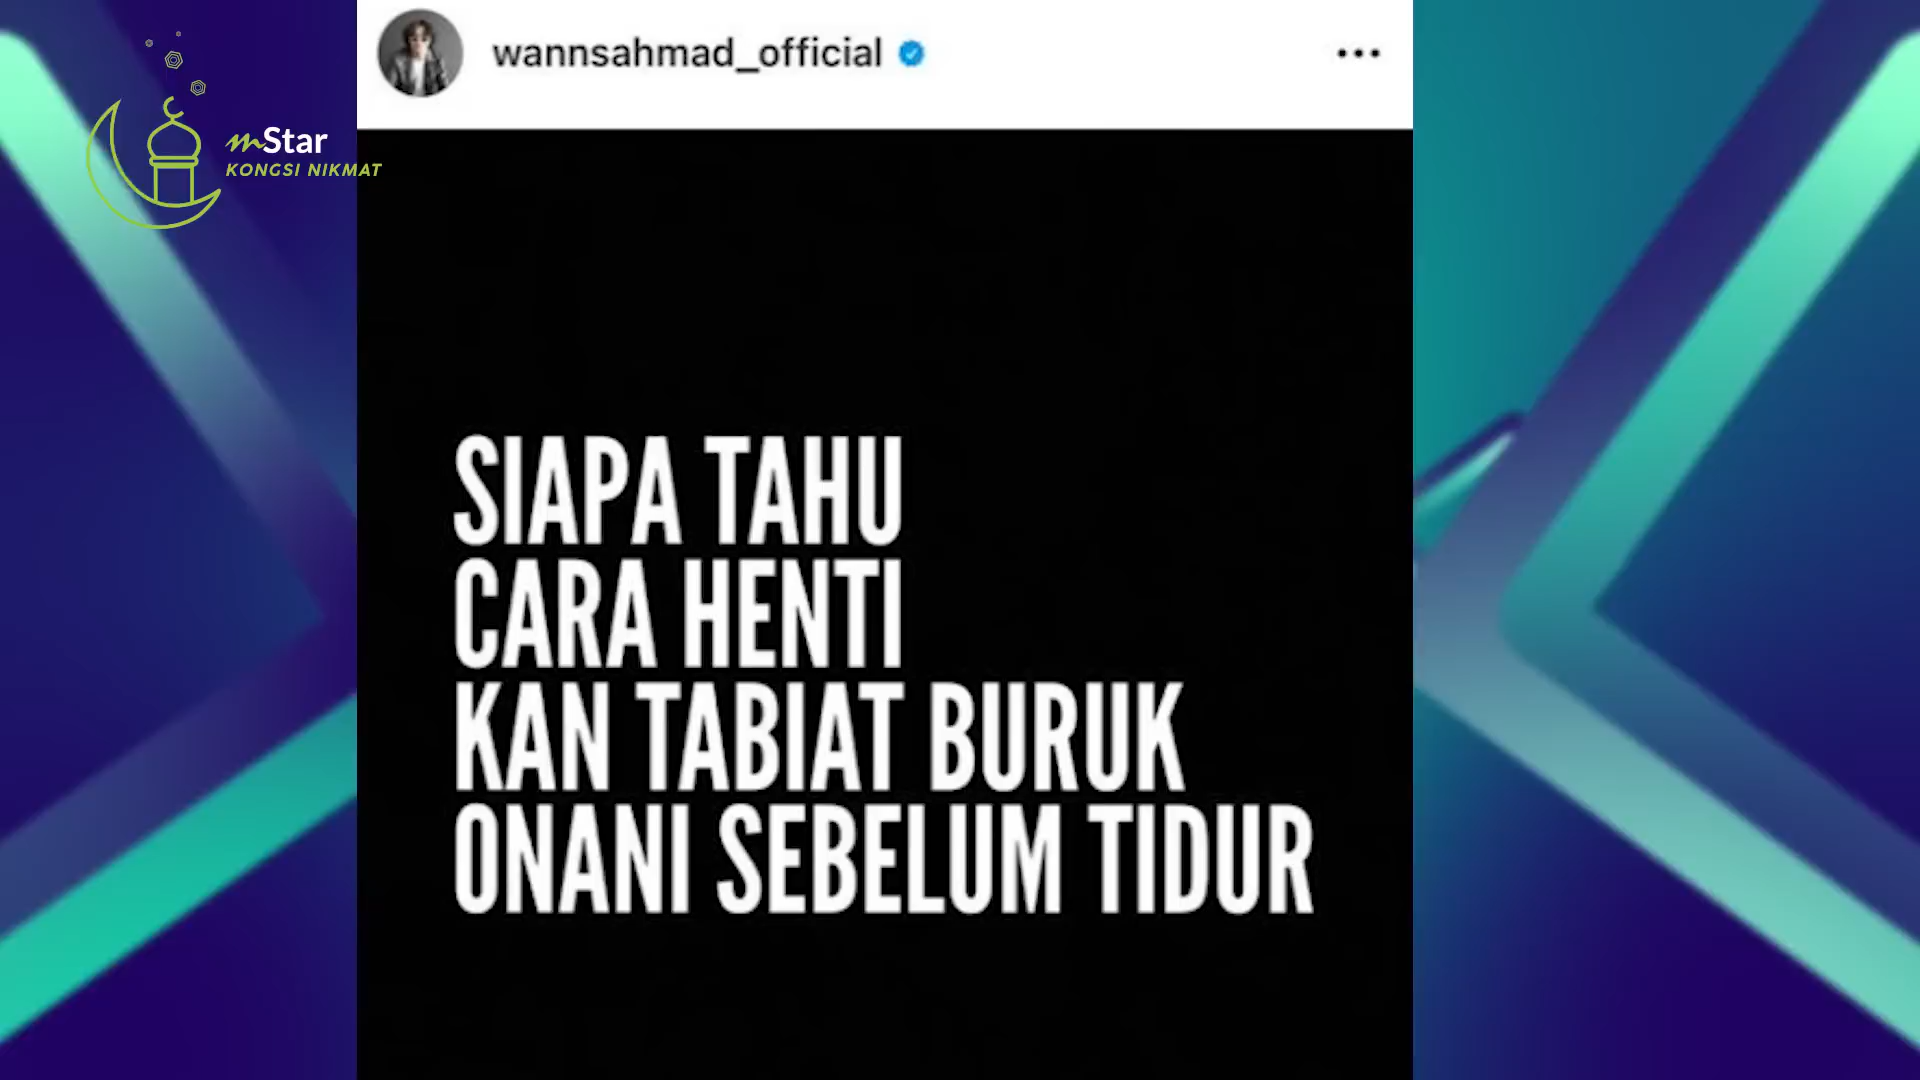 wannsahmad_official
mStar
KONGSI NIKMAT
SIAPA TAHU
CARA HENTI
KAN TABIAT BURUK
ONANI SEBELUM TIDUR